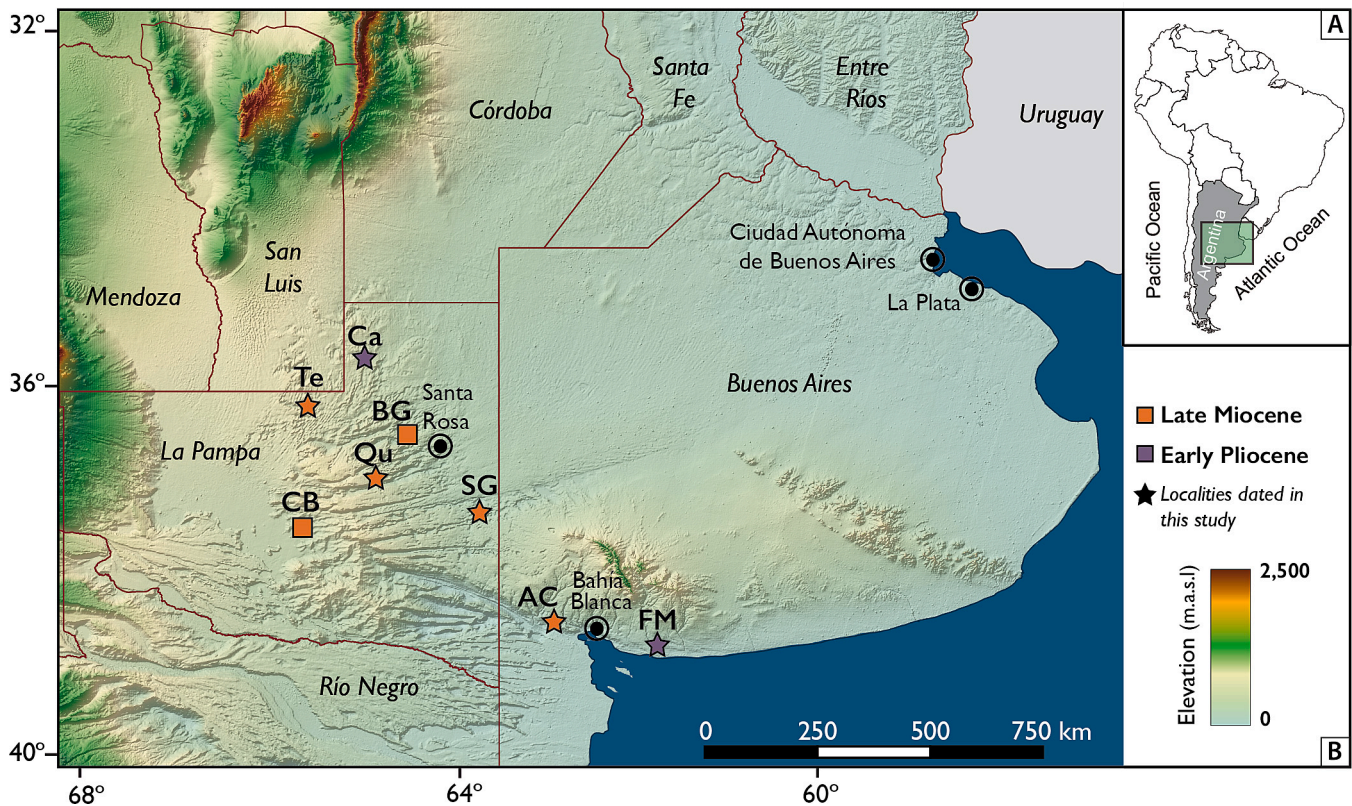 32°
36°
40°
68°
64°
60°
Santa
Fe
Entre
Ríos
Córdoba
Uruguay
Ciudad Autónoma
de Buenos Aires
La Plata
San
Luis
Mendoza
Ca
Te
Santa
Rosa
BG
Buenos Aires
La Pampa
Qu
SG
CB
Bahía
Blanca
AC
FM
Río Negro
0 250 500 750 km
A
Pacific Ocean
Argentina
Atlantic Ocean
Late Miocene
Early Pliocene
Localities dated in
this study
Elevation (m.a.s.l)
2,500
0
B